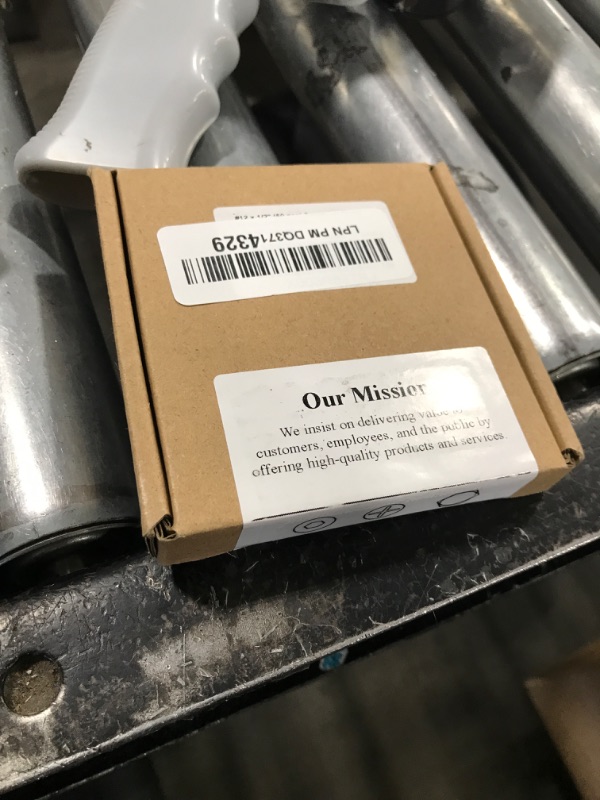 LPN PM DQ3714329
Our Mission
We insist on delivering value to
customers, employees, and the public by
offering high-quality products and services